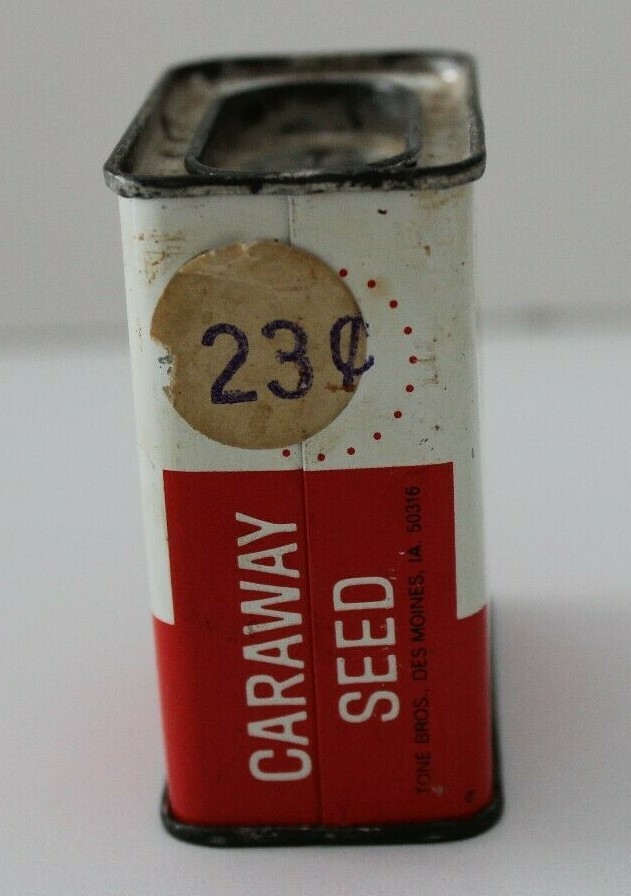 23¢
CARAWAY
SEED
TONE BROS., DES MOINES, IA. 50316